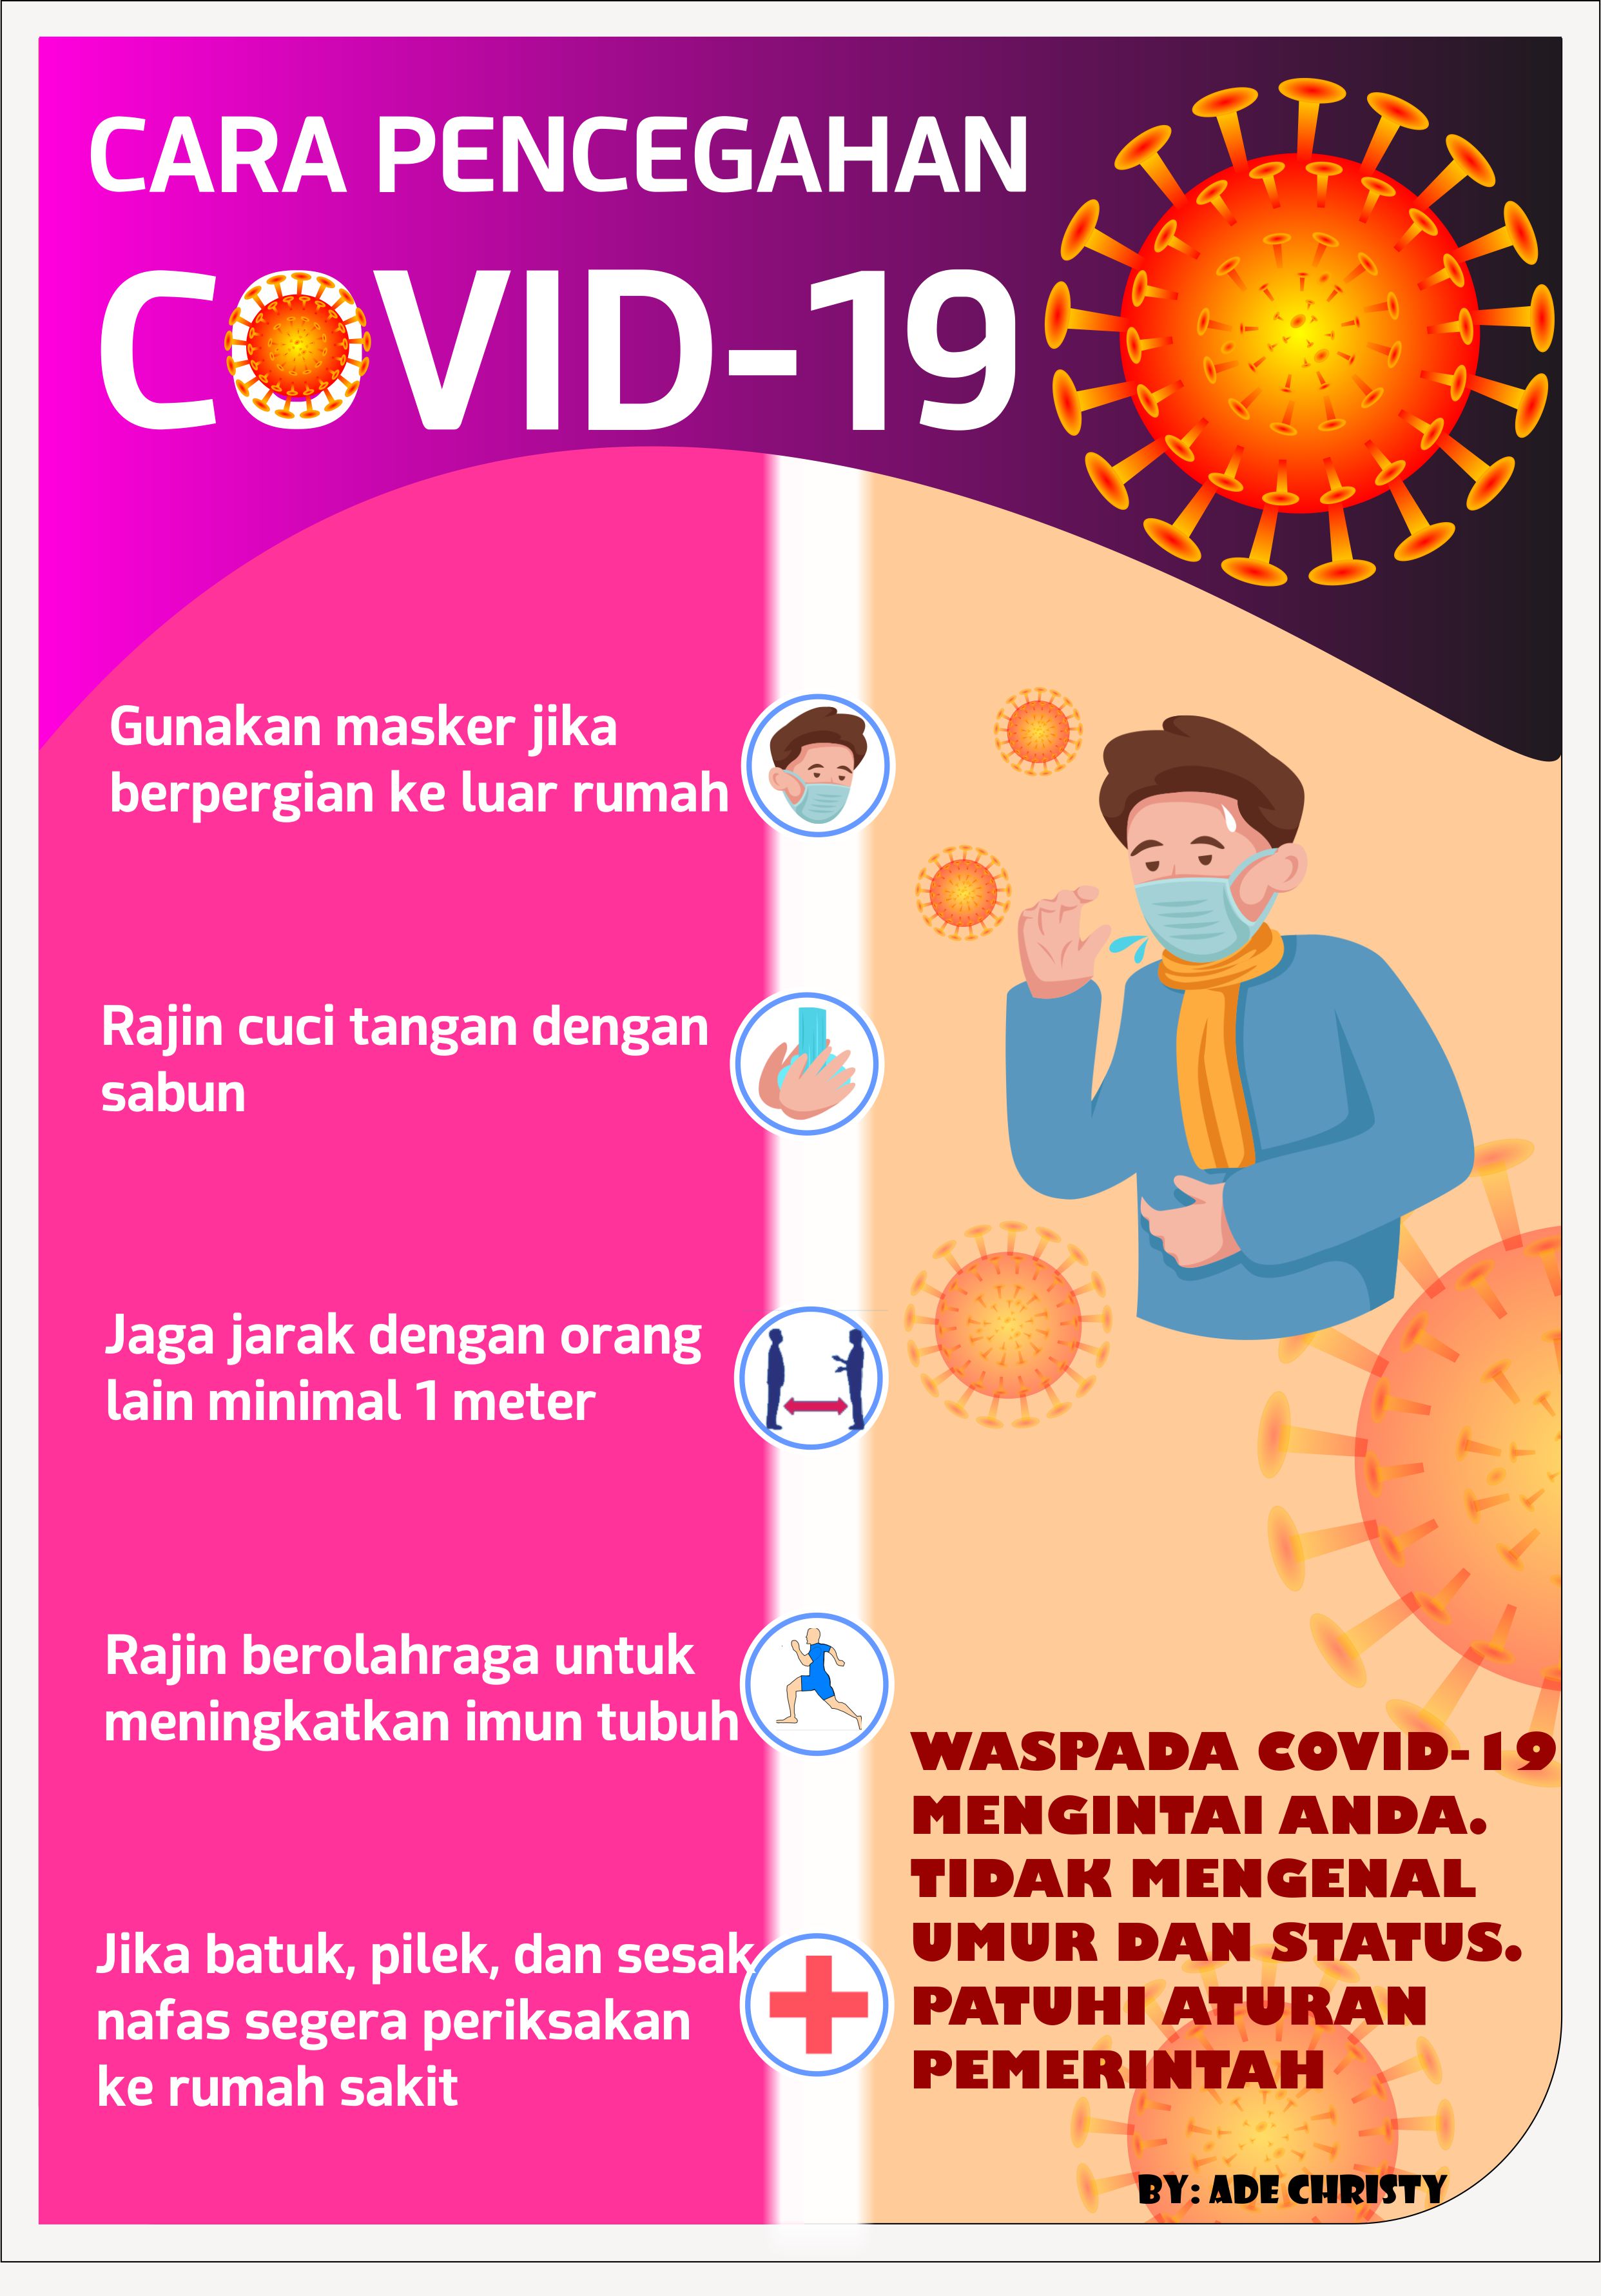 CARA PENCEGAHAN
COVID-19
Gunakan masker jika
berpergian ke luar rumah
Rajin cuci tangan dengan
sabun
Jaga jarak dengan orang
lain minimal 1 meter
Rajin berolahraga untuk
meningkatkan imun tubuh
Jika batuk, pilek, dan sesak
nafas segera periksakan
ke rumah sakit
WASPADA COVID-19
MENGINTAI ANDA.
TIDAK MENGENAL
UMUR DAN STATUS.
PATUHI ATURAN
PEMERINTAH
BY: ADE CHRISTY